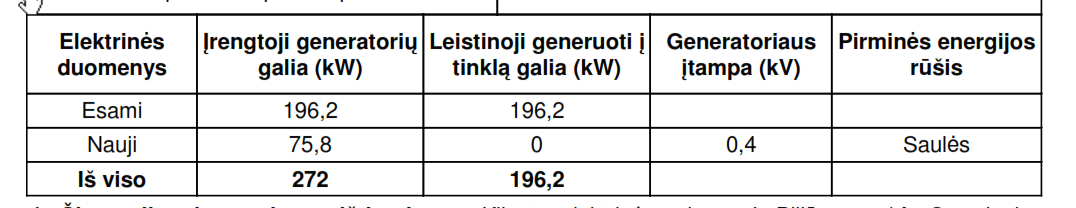 Elektrinės duomenys | Įrengtoji generatorių galia (kW) | Leistinoji generuoti į tinklą galia (kW) | Generatoriaus įtampa (kV) | Pirminės energijos rūšis
Esami | 196,2 | 196,2 | |
Nauji | 75,8 | 0 | 0,4 | Saulės
Iš viso | 272 | 196,2 | |